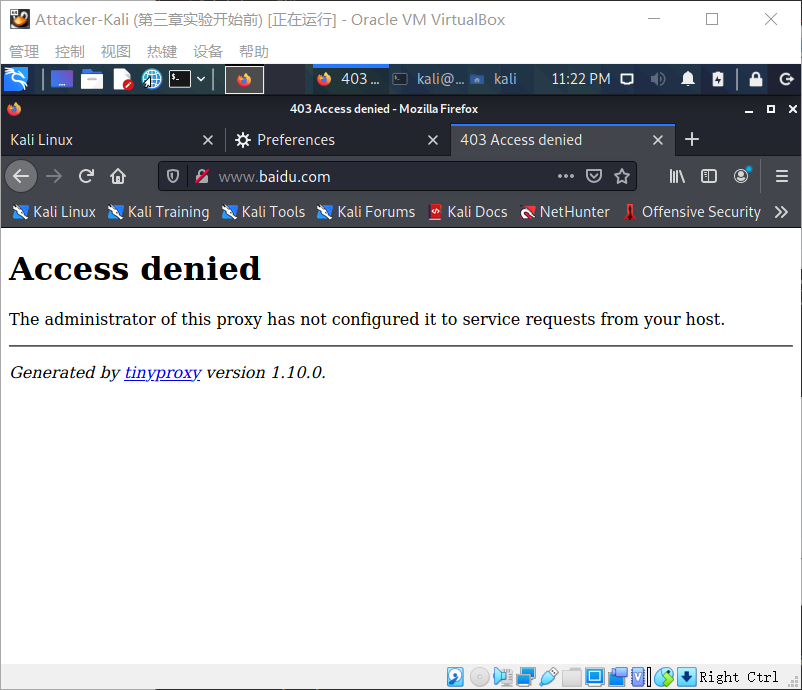 Attacker-Kali (第三章实验开始前) [正在运行] - Oracle VM VirtualBox
管理 控制 视图 热键 设备 帮助
403 ... kali@... kali 11:22 PM
403 Access denied - Mozilla Firefox
Kali Linux Preferences 403 Access denied
www.baidu.com
Kali Linux Kali Training Kali Tools Kali Forums Kali Docs NetHunter Offensive Security
Access denied
The administrator of this proxy has not configured it to service requests from your host.
Generated by tinyproxy version 1.10.0.
Right Ctrl